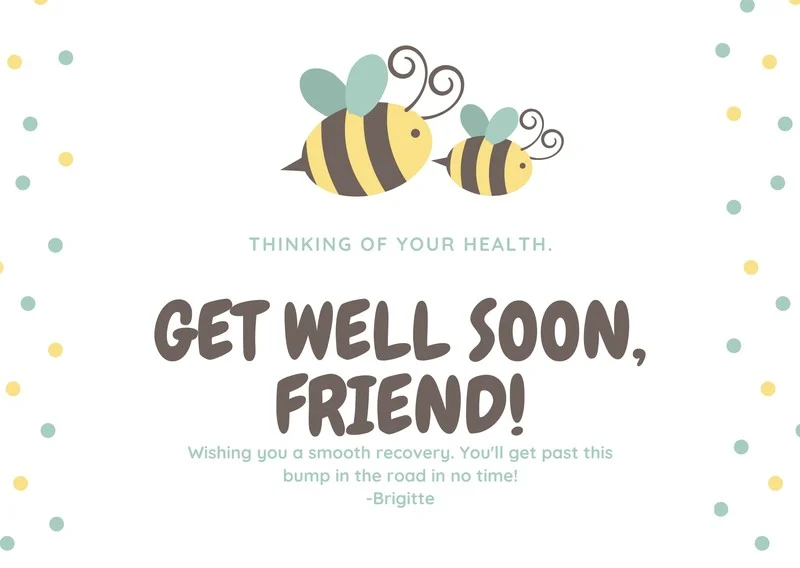 THINKING OF YOUR HEALTH.
GET WELL SOON,
FRIEND!
Wishing you a smooth recovery. You'll get past this
bump in the road in no time!
-Brigitte